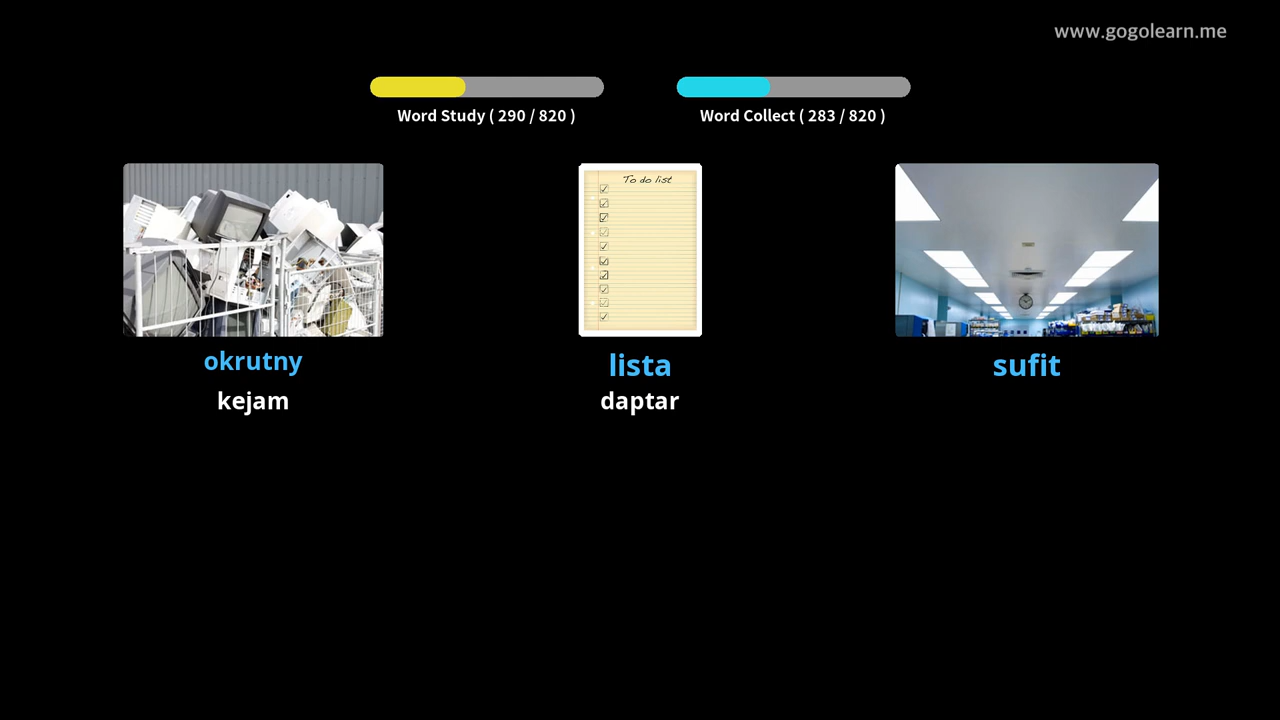 www.gogolearn.me
Word Study ( 290 / 820 )
Word Collect ( 283 / 820 )
To do list
okrutny
lista
sufit
kejam
daptar